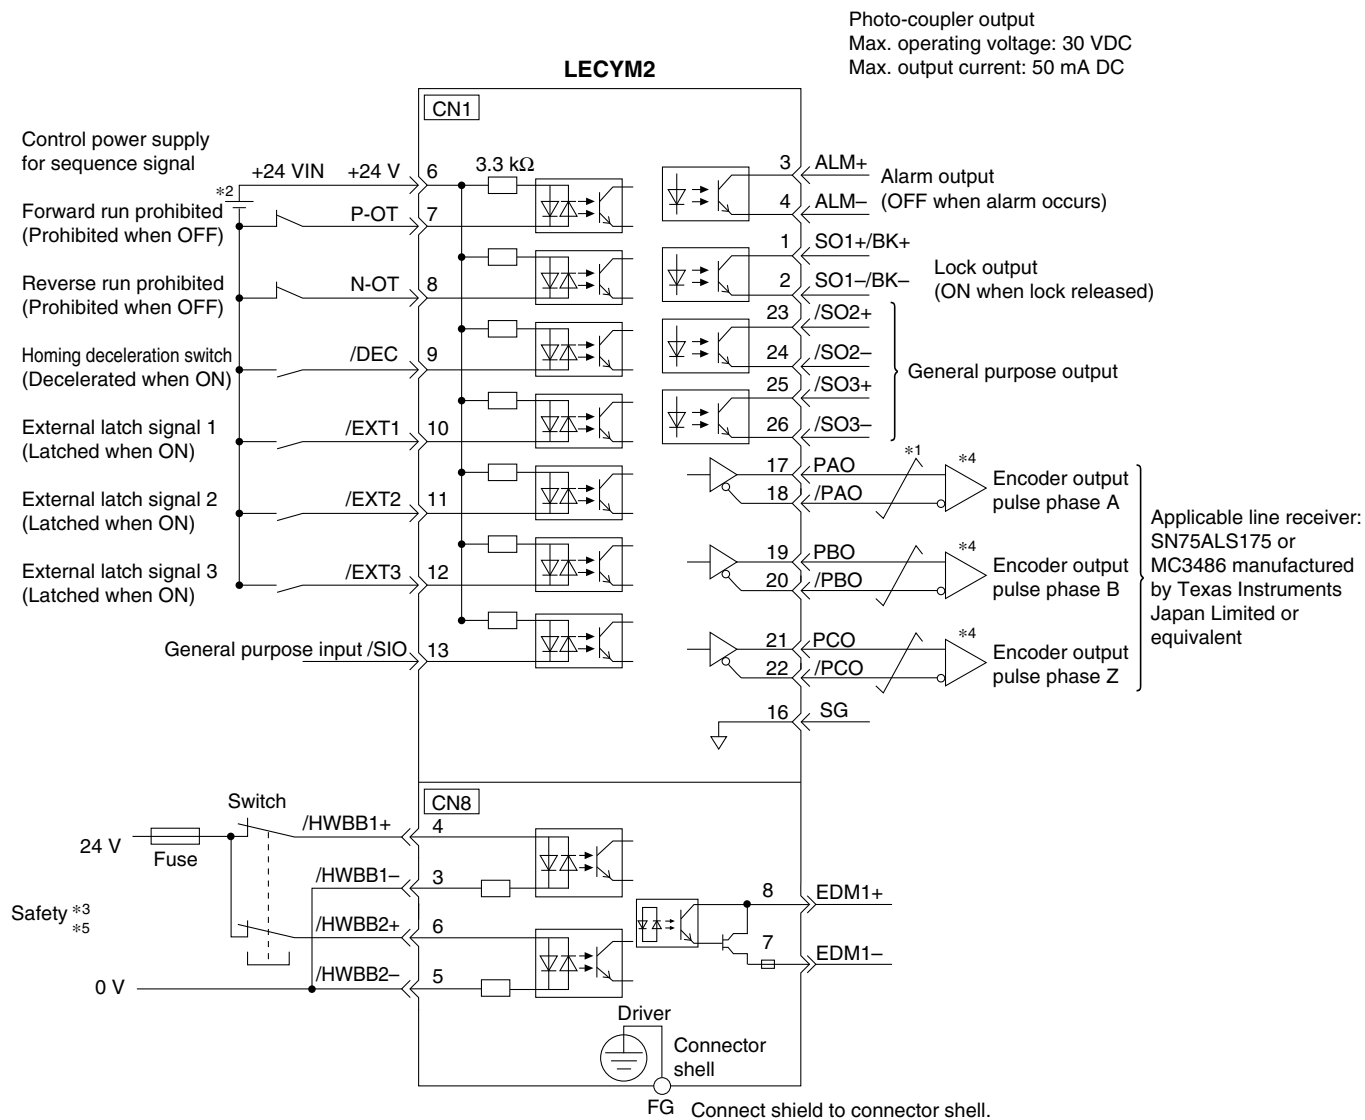 Photo-coupler output
Max. operating voltage: 30 VDC
Max. output current: 50 mA DC
LECYM2
CN1
Control power supply
for sequence signal
+24 VIN
+24 V
6
3.3 kΩ
*2
Forward run prohibited
(Prohibited when OFF)
P-OT
7
Reverse run prohibited
(Prohibited when OFF)
N-OT
8
Homing deceleration switch
(Decelerated when ON)
/DEC
9
External latch signal 1
(Latched when ON)
/EXT1
10
External latch signal 2
(Latched when ON)
/EXT2
11
External latch signal 3
(Latched when ON)
/EXT3
12
General purpose input /SIO
13
3
ALM+
4
ALM–
Alarm output
(OFF when alarm occurs)
1
SO1+/BK+
2
SO1–/BK–
Lock output
(ON when lock released)
23
/SO2+
24
/SO2–
25
/SO3+
26
/SO3–
General purpose output
17
PAO
18
/PAO
*1
*4
Encoder output
pulse phase A
19
PBO
20
/PBO
*4
Encoder output
pulse phase B
21
PCO
22
/PCO
*4
Encoder output
pulse phase Z
Applicable line receiver:
SN75ALS175 or
MC3486 manufactured
by Texas Instruments
Japan Limited or
equivalent
16
SG
CN8
Switch
24 V
Fuse
/HWBB1+
4
/HWBB1–
3
Safety *3
*5
/HWBB2+
6
0 V
/HWBB2–
5
8
EDM1+
7
EDM1–
Driver
Connector
shell
FG
Connect shield to connector shell.